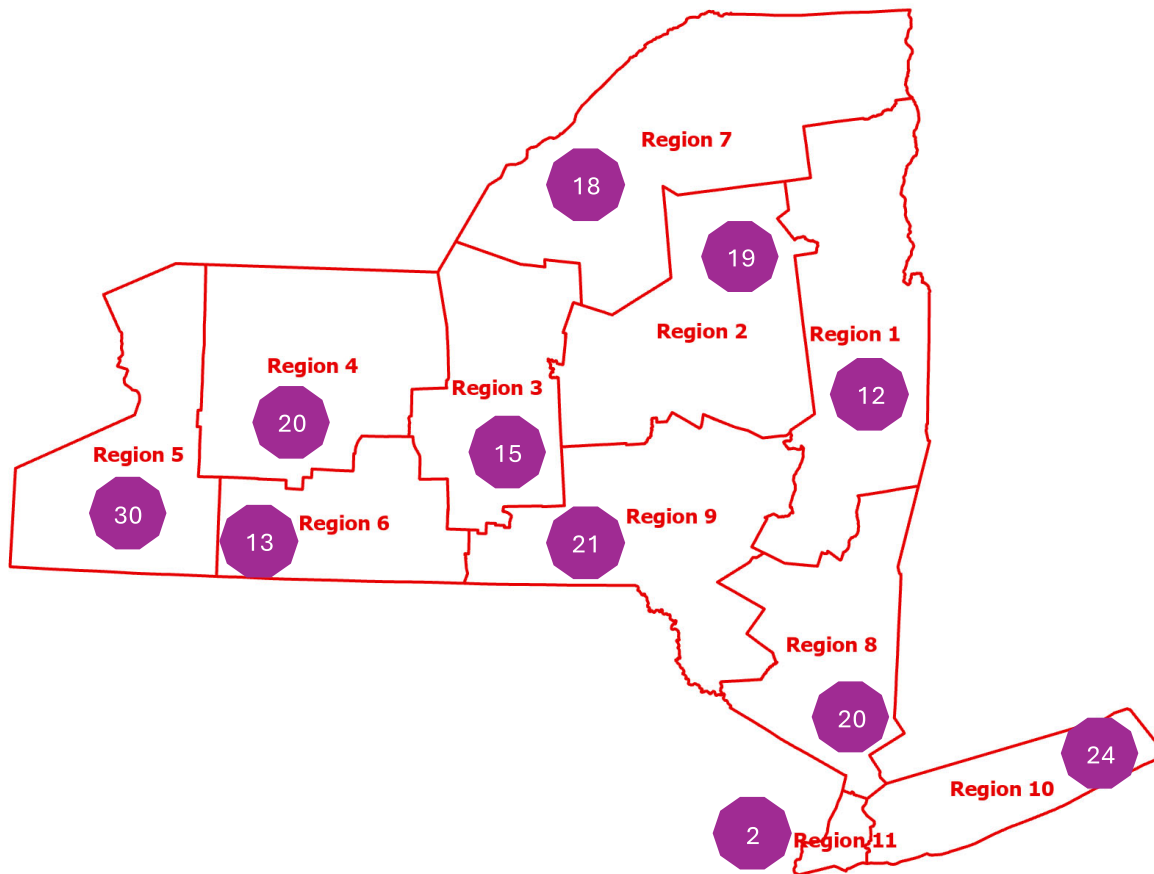 Region 7
18
19
Region 2
Region 1
Region 4
Region 3
12
20
15
Region 5
30
Region 6
13
Region 9
21
Region 8
20
24
Region 10
2
Region 11